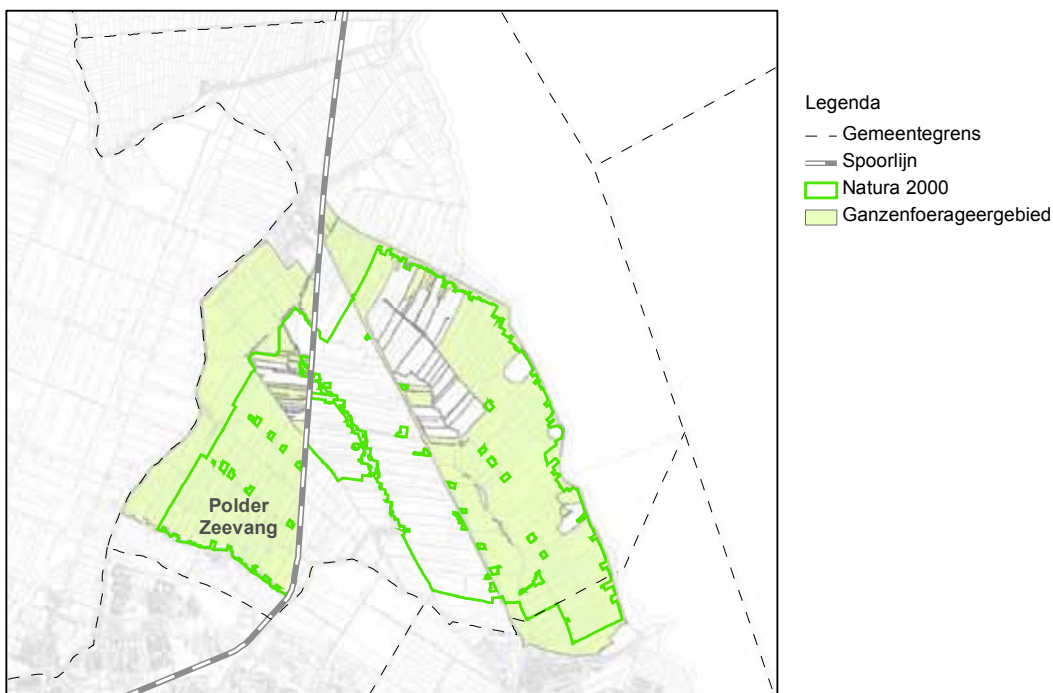 Legenda
Gemeentegrens
Spoorlijn
Natura 2000
Ganzenfoerageergebied
Polder
Zeevang